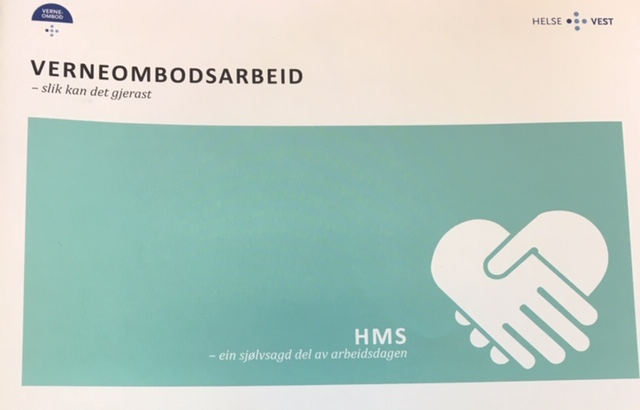 VERNE-
OMBOD
HELSE VEST
VERNEOMBODSARBEID
– slik kan det gjerast
HMS
– ein sjølvsagd del av arbeidsdagen